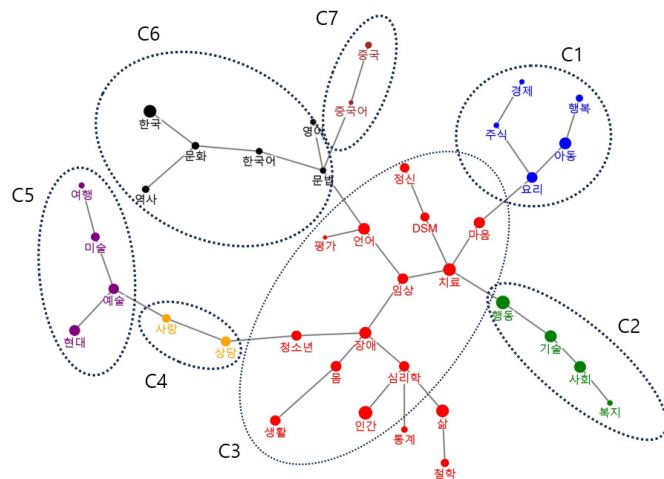 C7
C6
C1
중국
경제
행복
중국어
한국
영어
주식
아동
문화
한국어
문법
요리
정신
C5
여행
역사
언어
DSM
마음
평가
미술
임상
치료
예술
행동
C2
사랑
현대
상담
청소년
장애
기술
사회
C4
몸
심리학
복지
C3
생활
인간
통계
삶
철학